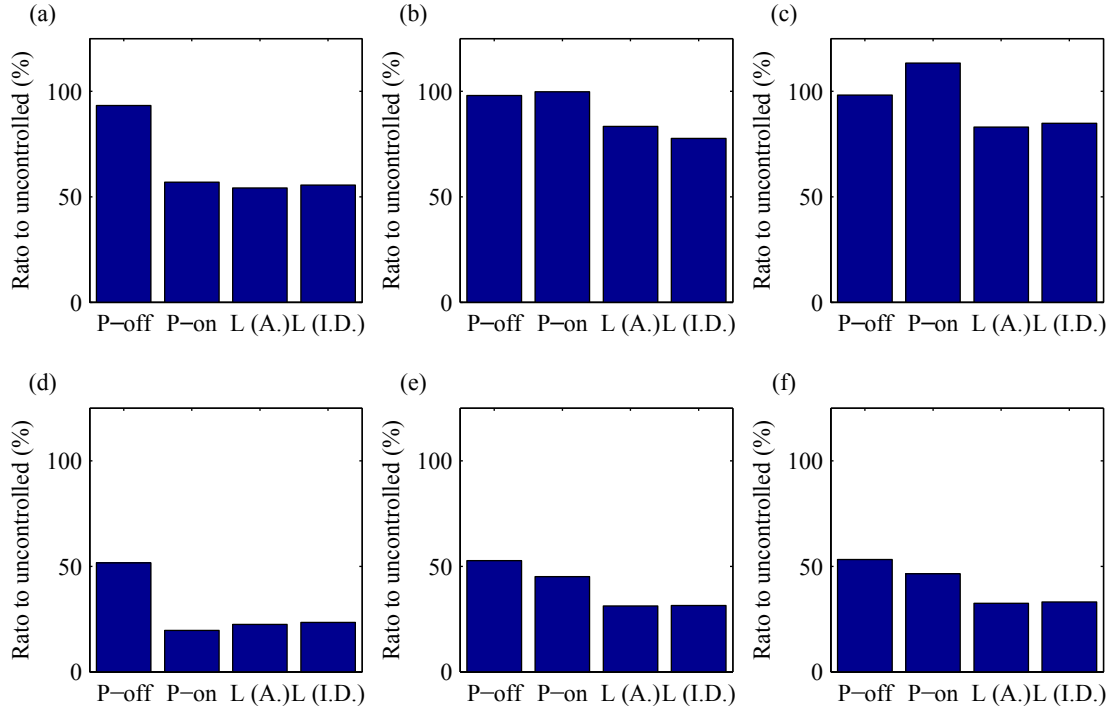 (a)
Rato to uncontrolled (%)
100
50
0
P−off P−on L (A.) L (I.D.)
(b)
Rato to uncontrolled (%)
100
50
0
P−off P−on L (A.) L (I.D.)
(c)
Rato to uncontrolled (%)
100
50
0
P−off P−on L (A.) L (I.D.)
(d)
Rato to uncontrolled (%)
100
50
0
P−off P−on L (A.) L (I.D.)
(e)
Rato to uncontrolled (%)
100
50
0
P−off P−on L (A.) L (I.D.)
(f)
Rato to uncontrolled (%)
100
50
0
P−off P−on L (A.) L (I.D.)